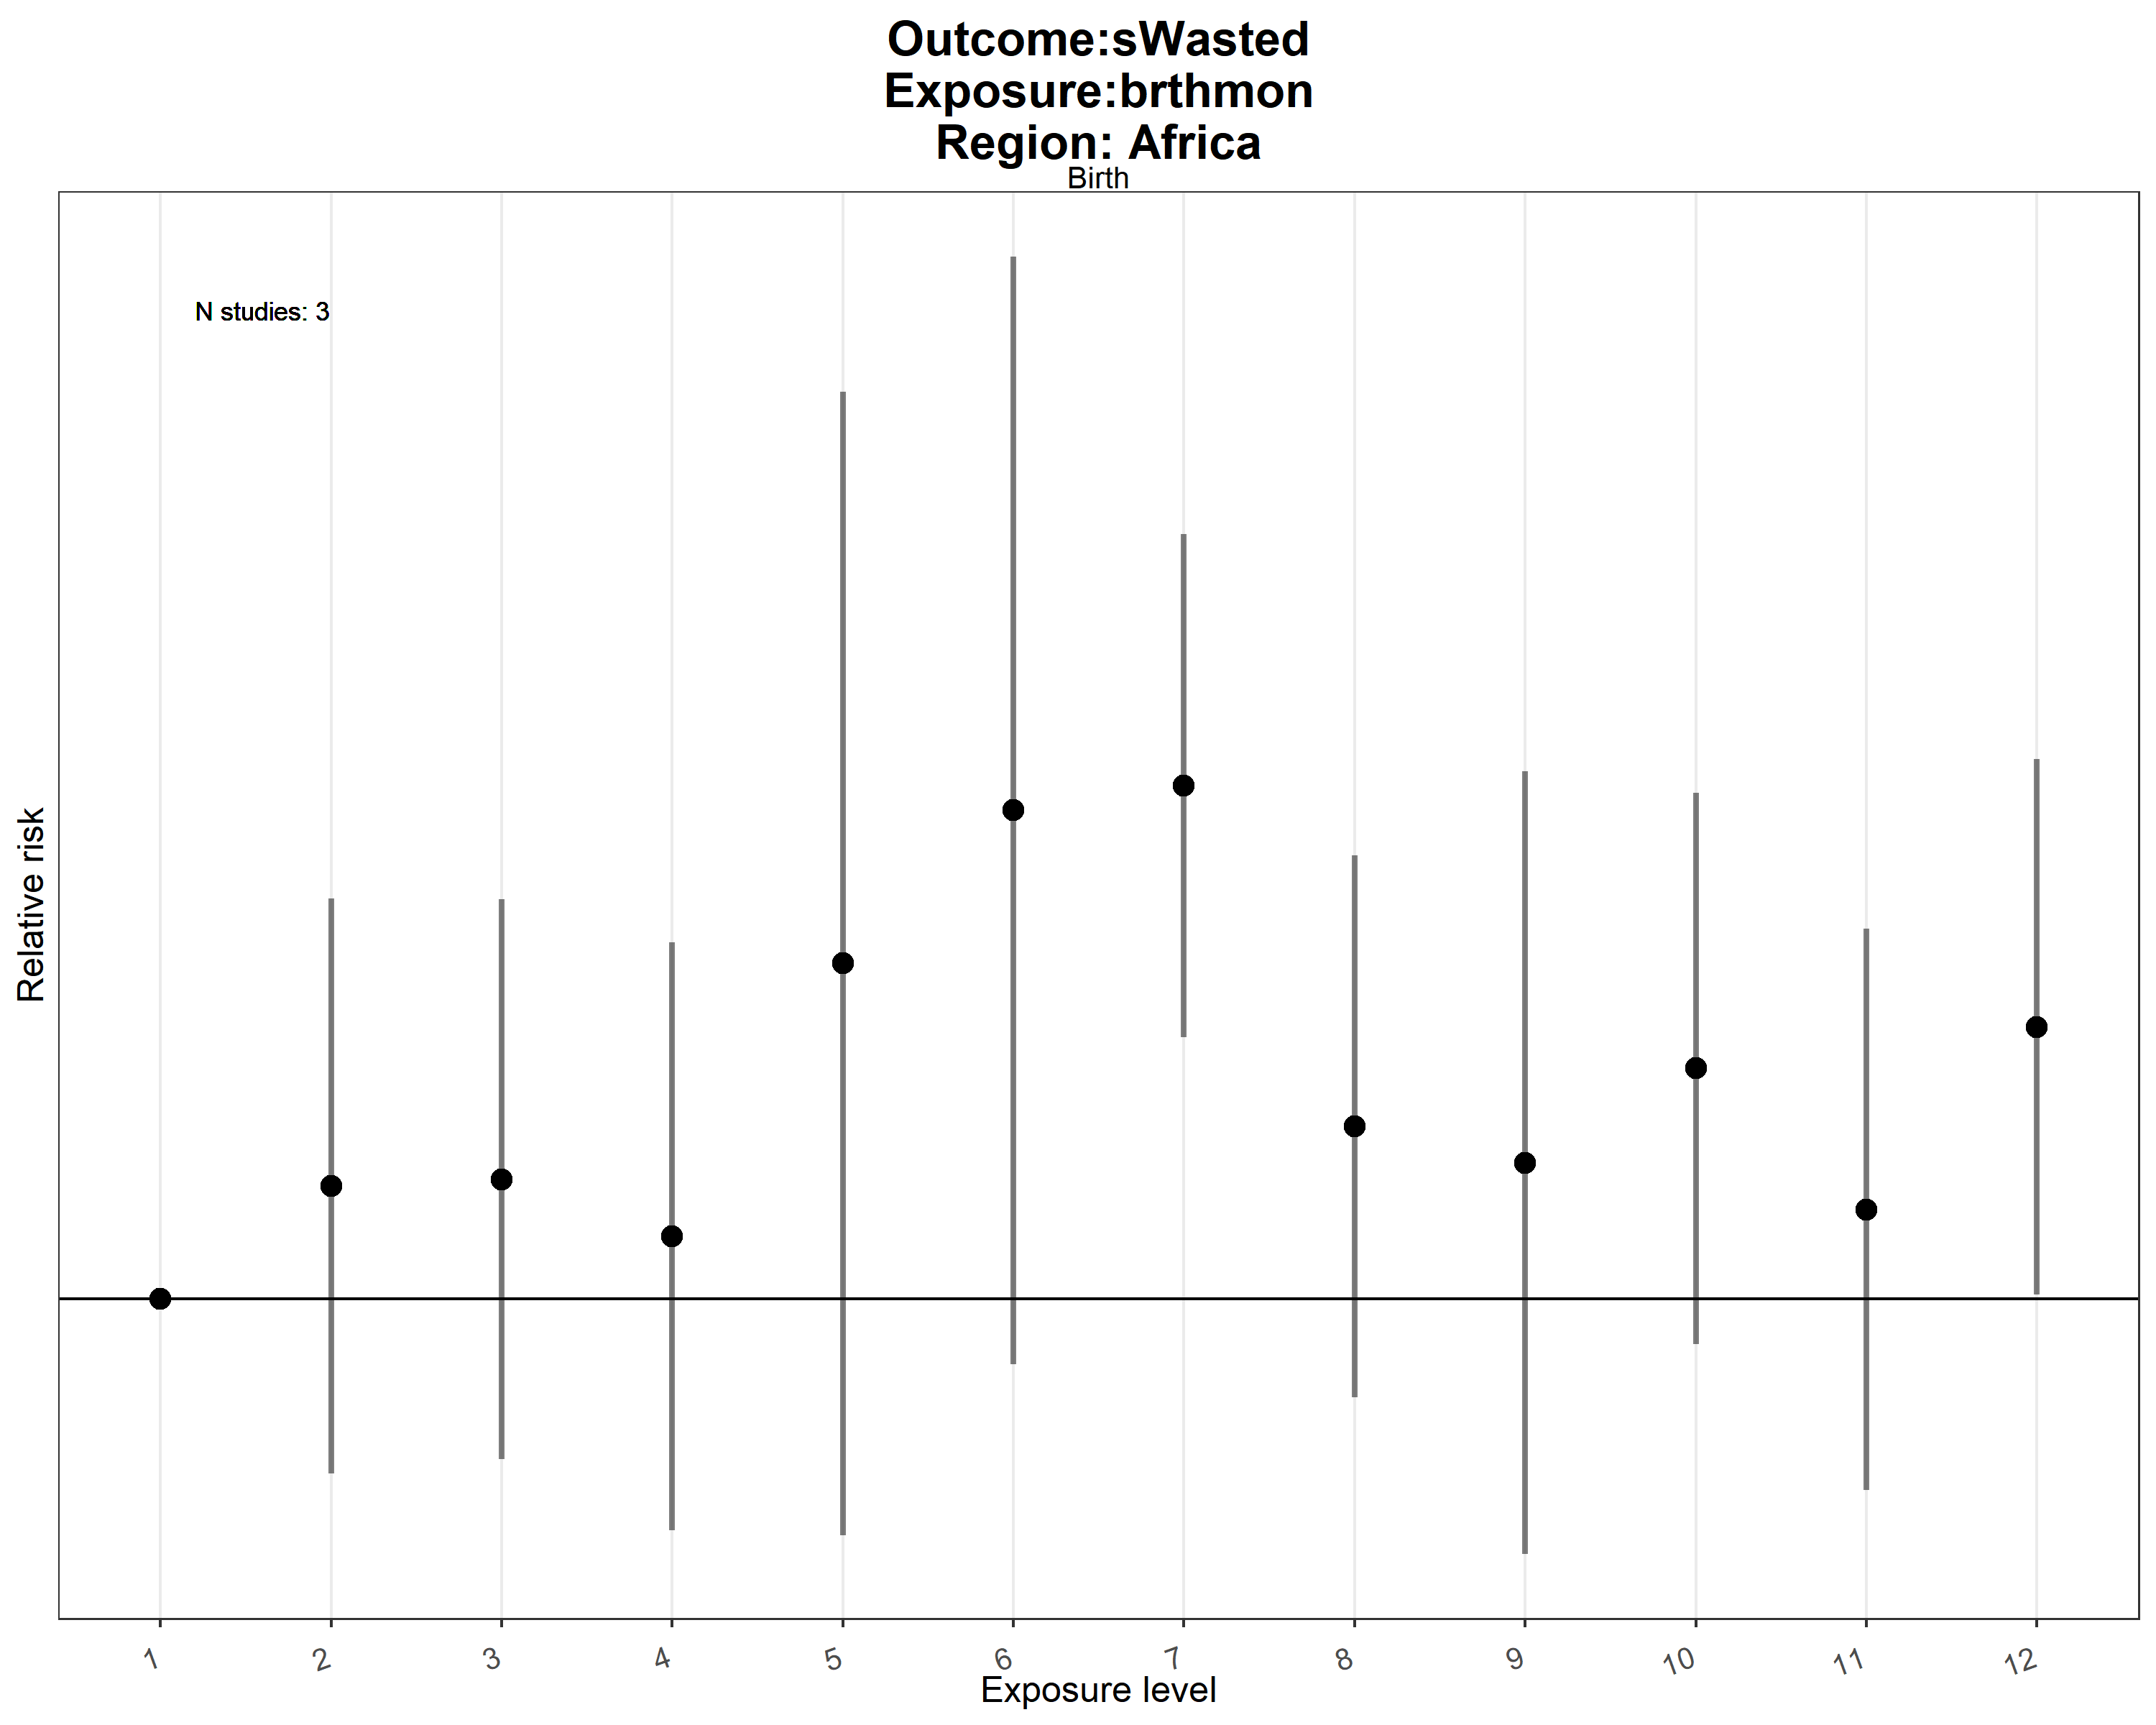 Outcome:sWasted
Exposure:brthmon
Region: Africa
Birth
N studies: 3
Relative risk
1 2 3 4 5 6 7 8 9 10 11 12
Exposure level